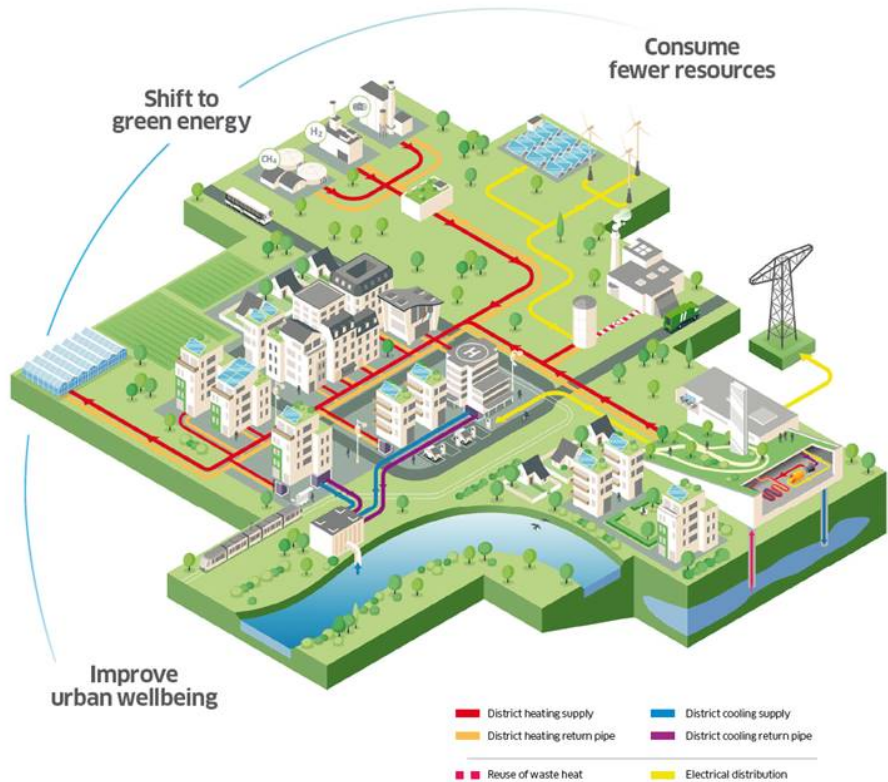 Consume
fewer resources
Shift to
green energy
H₂
CH₄
H
Improve
urban wellbeing
District heating supply
District cooling supply
District heating return pipe
District cooling return pipe
Reuse of waste heat
Electrical distribution